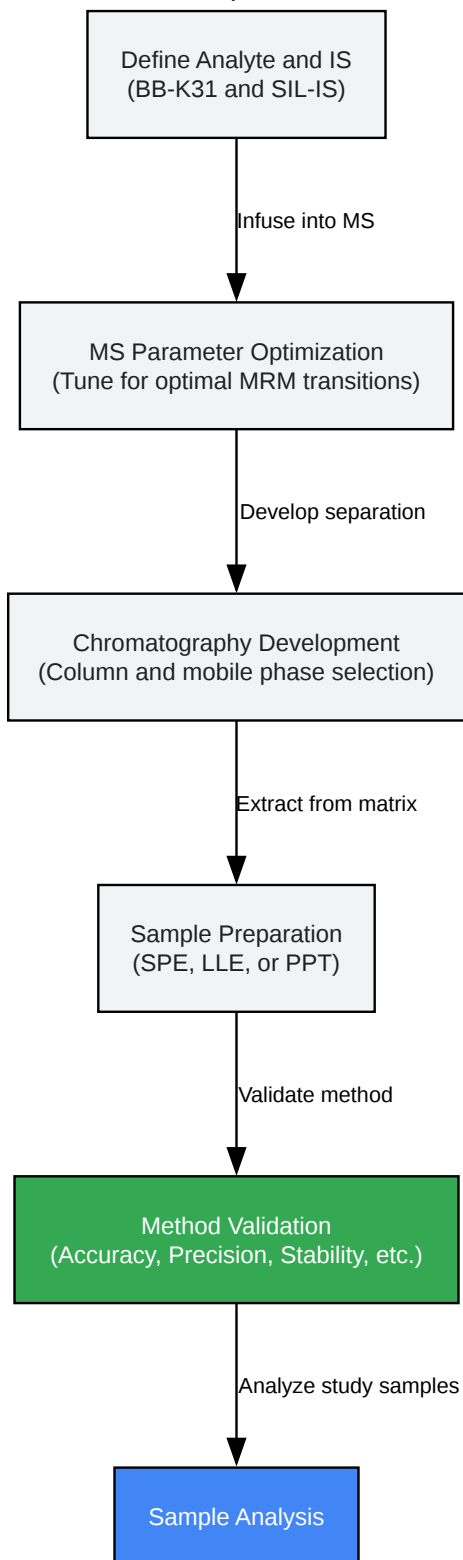 Define Analyte and IS
(BB-K31 and SIL-IS)
Infuse into MS
MS Parameter Optimization
(Tune for optimal MRM transitions)
Develop separation
Chromatography Development
(Column and mobile phase selection)
Extract from matrix
Sample Preparation
(SPE, LLE, or PPT)
Validate method
Method Validation
(Accuracy, Precision, Stability, etc.)
Analyze study samples
Sample Analysis